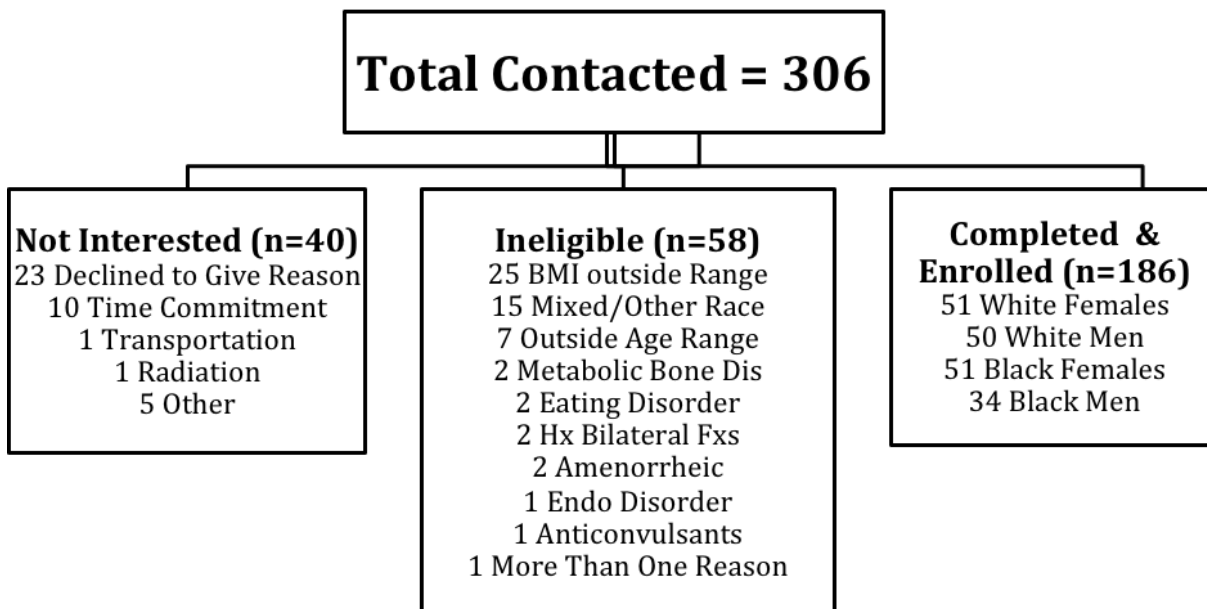 Total Contacted = 306
Not Interested (n=40)
23 Declined to Give Reason
10 Time Commitment
1 Transportation
1 Radiation
5 Other
Ineligible (n=58)
25 BMI outside Range
15 Mixed/Other Race
7 Outside Age Range
2 Metabolic Bone Dis
2 Eating Disorder
2 Hx Bilateral Fxs
2 Amenorrheic
1 Endo Disorder
1 Anticonvulsants
1 More Than One Reason
Completed &
Enrolled (n=186)
51 White Females
50 White Men
51 Black Females
34 Black Men